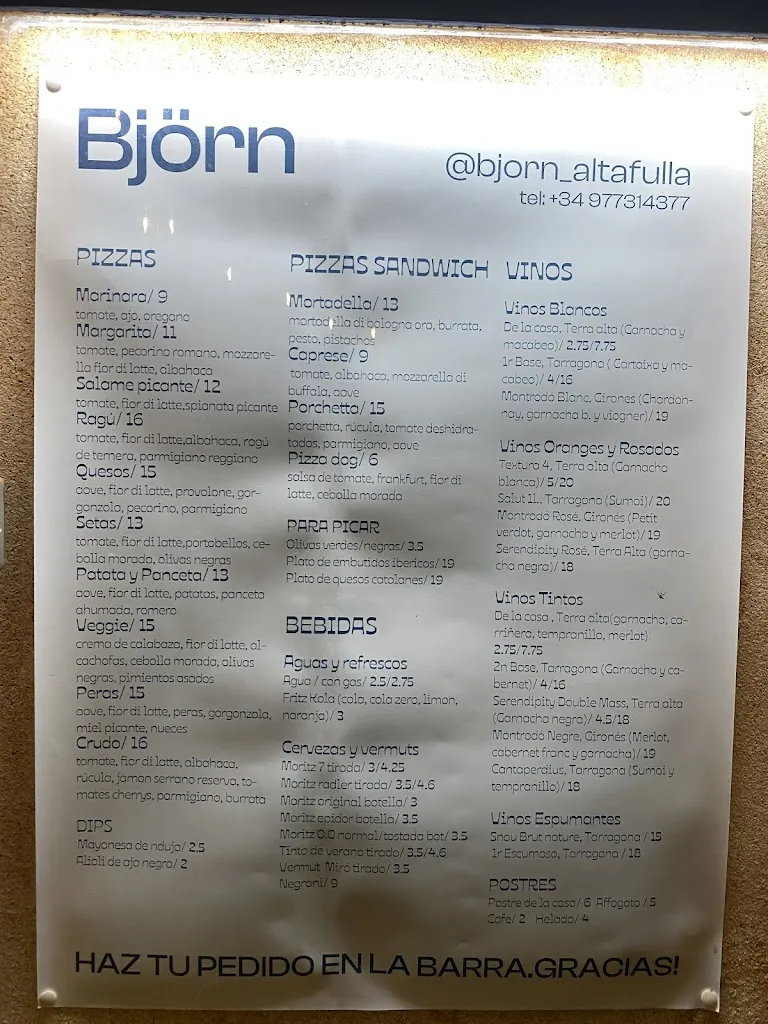 Björn
@bjorn_altafulla
tel: +34 977314377
PIZZAS
Marinara/ 9
tomate, ajo, oregano
Margarita/ 11
tomate, pecorino romano, mozzare-
lla fior di latte, albahaca
Salame picante/ 12
tomate, fior di latte,spianata picante
Ragú/ 16
tomate, fior di latte,albahaca, ragú
de ternera, parmigiano reggiano
Quesos/ 15
aove, fior di latte, provalone, gor-
gonzola, pecorino, parmigiano
Setas/ 13
tomate, fior di latte,portobellos, ce-
bolla morada, olivas negras
Patata y Panceta/ 13
aove, fior di latte, patatas, panceta
ahumada, romero
Veggie/ 15
crema de calabaza, fior di latte, al-
cachofas, cebolla morada, olivas
negras, pimientos asados
Peras/ 15
aove, fior di latte, peras, gorgonzola,
miel picante, nueces
Crudo/ 16
tomate, fior di latte, albahaca,
rúcula, jamon serrano reserva, to-
mates cherrys, parmigiano, burrata
DIPS
Mayonesa de nduja/ 2.5
Alioli de ajo negro/ 2
PIZZAS SANDWICH
Mortadella/ 13
mortadella di bologna oro, burrata,
pesto, pistachos
Caprese/ 9
tomate, albahaca, mozzarella di
buffala, aove
Porchetta/ 15
porchetta, rúcula, tomate deshidra-
tados, parmigiano, aove
Pizza dog/ 6
salsa de tomate, frankfurt, fior di
latte, cebolla morada
PARA PICAR
Olivas verdes/negras/ 3.5
Plato de embutidos ibericos/ 19
Plato de quesos catalanes/ 19
BEBIDAS
Aguas y refrescos
Agua / con gas/ 2.5/2.75
Fritz Kola (cola, cola zero, limon,
naranja)/ 3
Cervezas y vermuts
Moritz 7 tirada/ 3/4.25
Moritz radler tirada/ 3.5/4.6
Moritz original botella/ 3
Moritz epidor botella/ 3.5
Moritz 0,0 normal/tostada bot/ 3.5
Tinto de verano tirado/ 3.5/4.6
Vermut Miró tirado/ 3.5
Negroni/ 9
VINOS
Vinos Blancos
De la casa, Terra alta (Garnacha y
macabeo)/ 2.75/7.75
1r Base, Tarragona ( Cartoixa y ma-
cabeo)/ 4/16
Montrodó Blanc, Girones (Chardon-
nay, garnacha b. y viogner)/ 19
Vinos Oranges y Rosados
Textura 4, Terra alta (Garnacha
blanca)/ 5/20
Salut 1L., Tarragona (Sumoi)/ 20
Montrodó Rosé, Gironés (Petit
verdot, garnacha y merlot)/ 19
Serendipity Rosé, Terra Alta (garna-
cha negra)/ 18
Vinos Tintos
De la casa , Terra alta(garnacha, ca-
rriñera, tempranillo, merlot)
2.75/7.75
2n Base, Tarragona (Garnacha y ca-
bernet)/ 4/16
Serendipity Double Mass, Terra alta
(Garnacha negra)/ 4.5/18
Montrodó Negre, Gironés (Merlot,
cabernet franc y garnacha)/ 19
Cantaperdius, Tarragona (Sumoi y
tempranillo)/ 18
Vinos Espumantes
Snou Brut nature, Tarragona / 15
1r Escumaso, Tarragona / 18
POSTRES
Postre de la casa/ 6 Affogato / 5
Cafe/ 2 Helado/ 4
HAZ TU PEDIDO EN LA BARRA.GRACIAS!